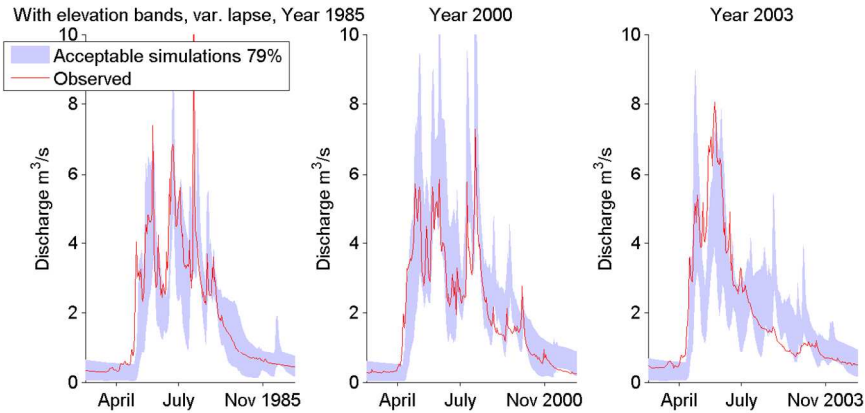 With elevation bands, var. lapse, Year 1985
Year 2000
Year 2003
Acceptable simulations 79%
Observed
Discharge m³/s
10
8
6
4
2
0
April
July
Nov 1985
Discharge m³/s
10
8
6
4
2
0
April
July
Nov 2000
Discharge m³/s
10
8
6
4
2
0
April
July
Nov 2003